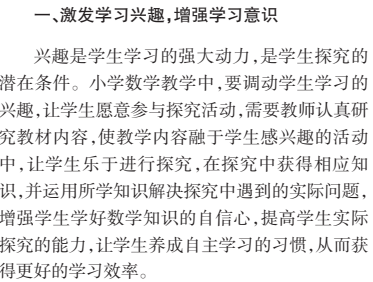 一、激发学习兴趣,增强学习意识
兴趣是学生学习的强大动力,是学生探究的
潜在条件。小学数学教学中,要调动学生学习的
兴趣,让学生愿意参与探究活动,需要教师认真研
究教材内容,使教学内容融于学生感兴趣的活动
中,让学生乐于进行探究,在探究中获得相应知
识,并运用所学知识解决探究中遇到的实际问题,
增强学生学好数学知识的自信心,提高学生实际
探究的能力,让学生养成自主学习的习惯,从而获
得更好的学习效率。